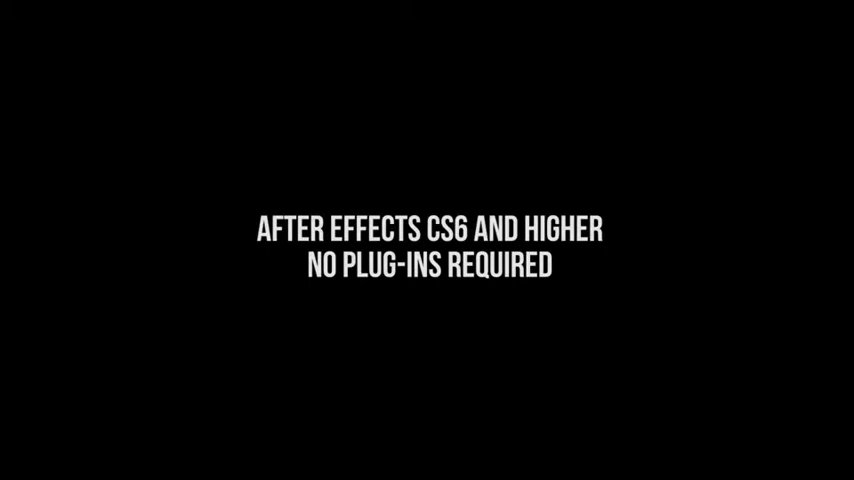 AFTER EFFECTS CS6 AND HIGHER
NO PLUG-INS REQUIRED